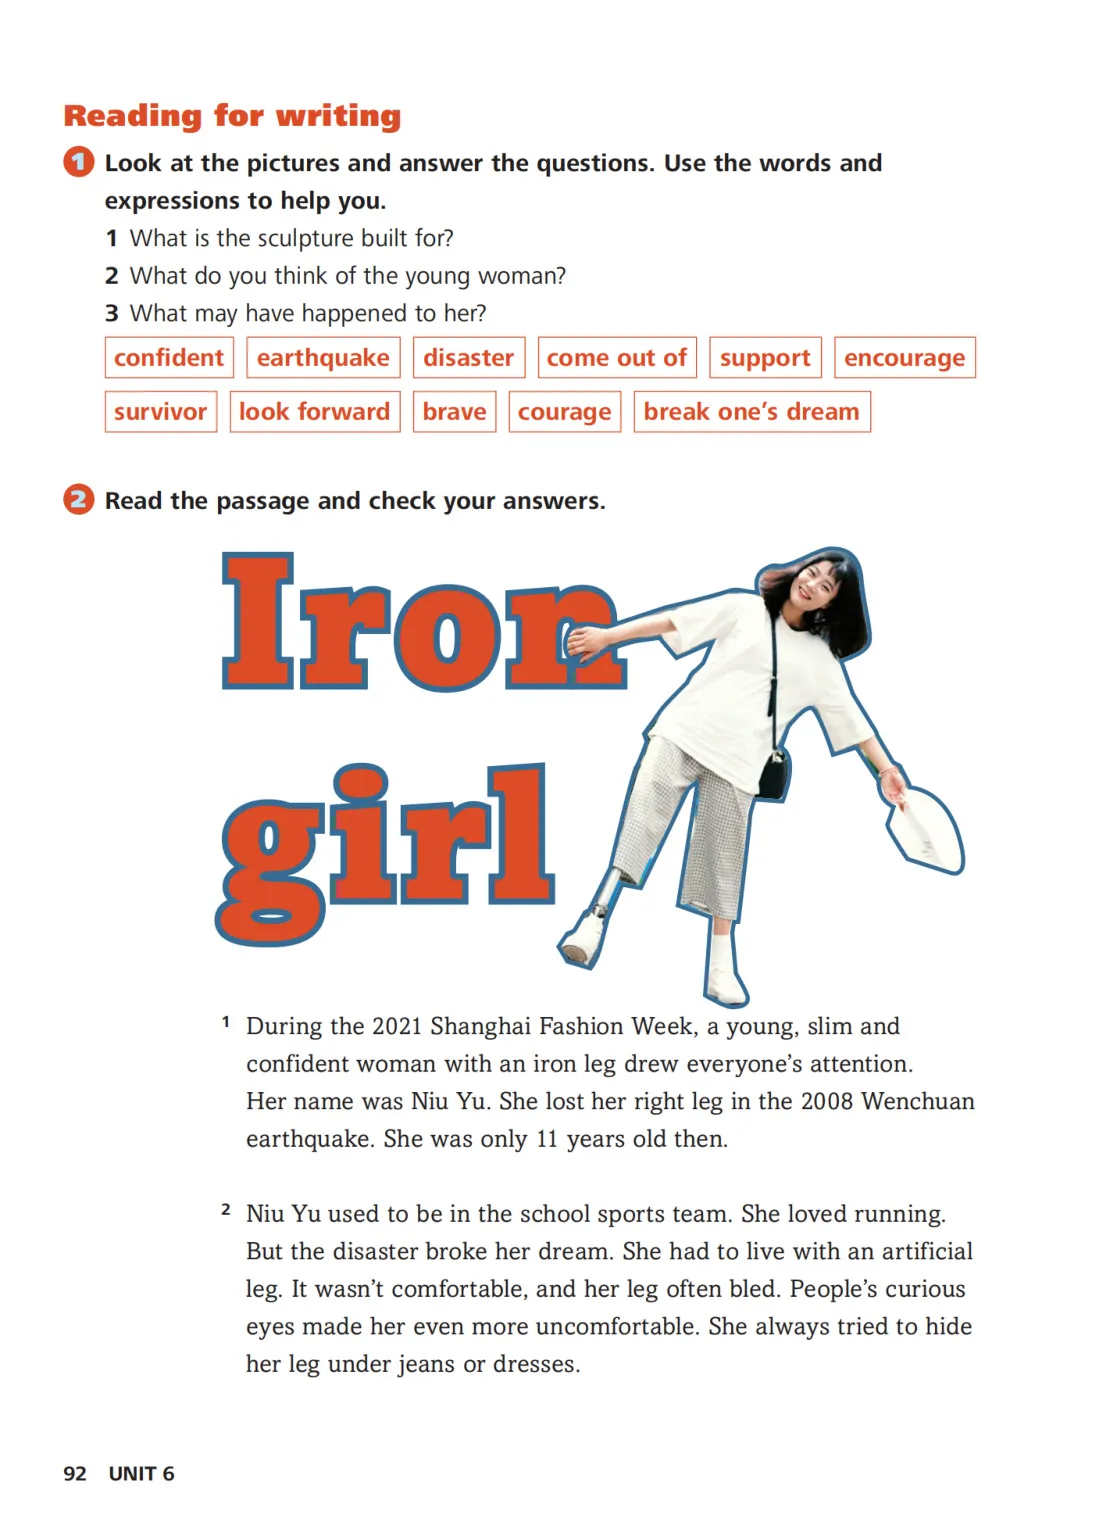 Reading for writing
1 Look at the pictures and answer the questions. Use the words and
expressions to help you.
1 What is the sculpture built for?
2 What do you think of the young woman?
3 What may have happened to her?
confident earthquake disaster come out of support encourage
survivor look forward brave courage break one's dream
2 Read the passage and check your answers.
Iron
girl
1 During the 2021 Shanghai Fashion Week, a young, slim and
confident woman with an iron leg drew everyone's attention.
Her name was Niu Yu. She lost her right leg in the 2008 Wenchuan
earthquake. She was only 11 years old then.
2 Niu Yu used to be in the school sports team. She loved running.
But the disaster broke her dream. She had to live with an artificial
leg. It wasn't comfortable, and her leg often bled. People's curious
eyes made her even more uncomfortable. She always tried to hide
her leg under jeans or dresses.
92 UNIT 6